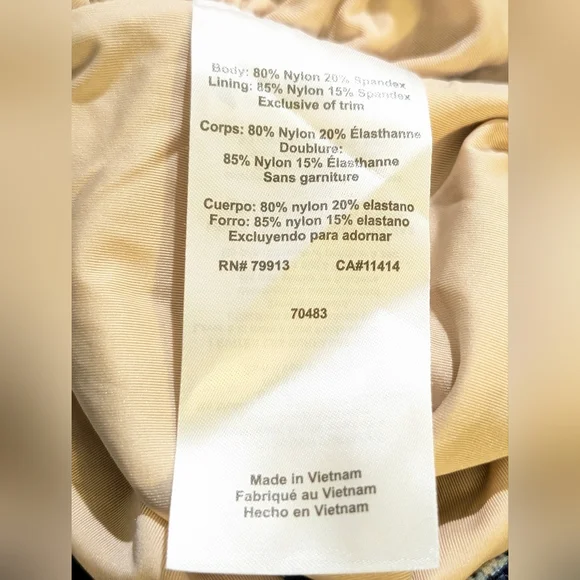 Body: 80% Nylon 20% Spandex
Lining: 85% Nylon 15% Spandex
Exclusive of trim
Corps: 80% Nylon 20% Élasthanne
Doublure:
85% Nylon 15% Élasthanne
Sans garniture
Cuerpo: 80% nylon 20% elastano
Forro: 85% nylon 15% elastano
Excluyendo para adornar
RN# 79913 CA#11414
70483
Made in Vietnam
Fabriqué au Vietnam
Hecho en Vietnam